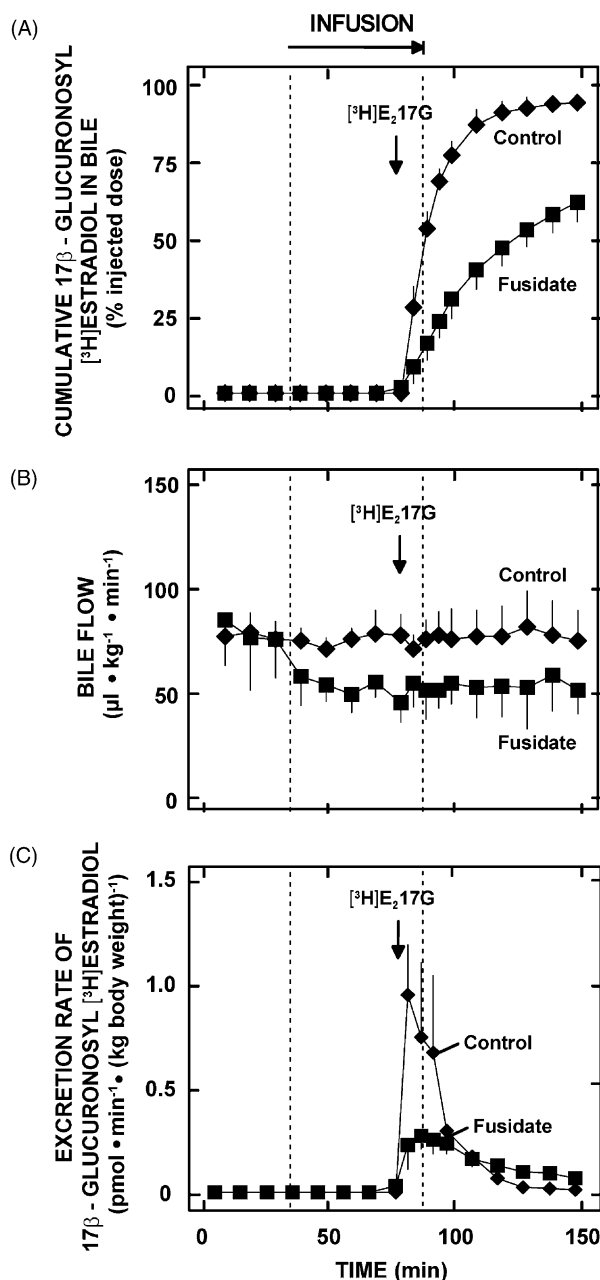 (A)
INFUSION
CUMULATIVE 17β - GLUCURONOSYL
[³H]ESTRADIOL IN BILE
(% injected dose)
100
75
50
25
0
[³H]E₂17G
Control
Fusidate
(B)
BILE FLOW
(µl • kg⁻¹ • min⁻¹)
150
100
50
0
[³H]E₂17G
Control
Fusidate
(C)
EXCRETION RATE OF
17β - GLUCURONOSYL [³H]ESTRADIOL
(pmol • min⁻¹• (kg body weight)⁻¹)
1.5
1.0
0.5
0
[³H]E₂17G
Control
Fusidate
0 50 100 150
TIME (min)